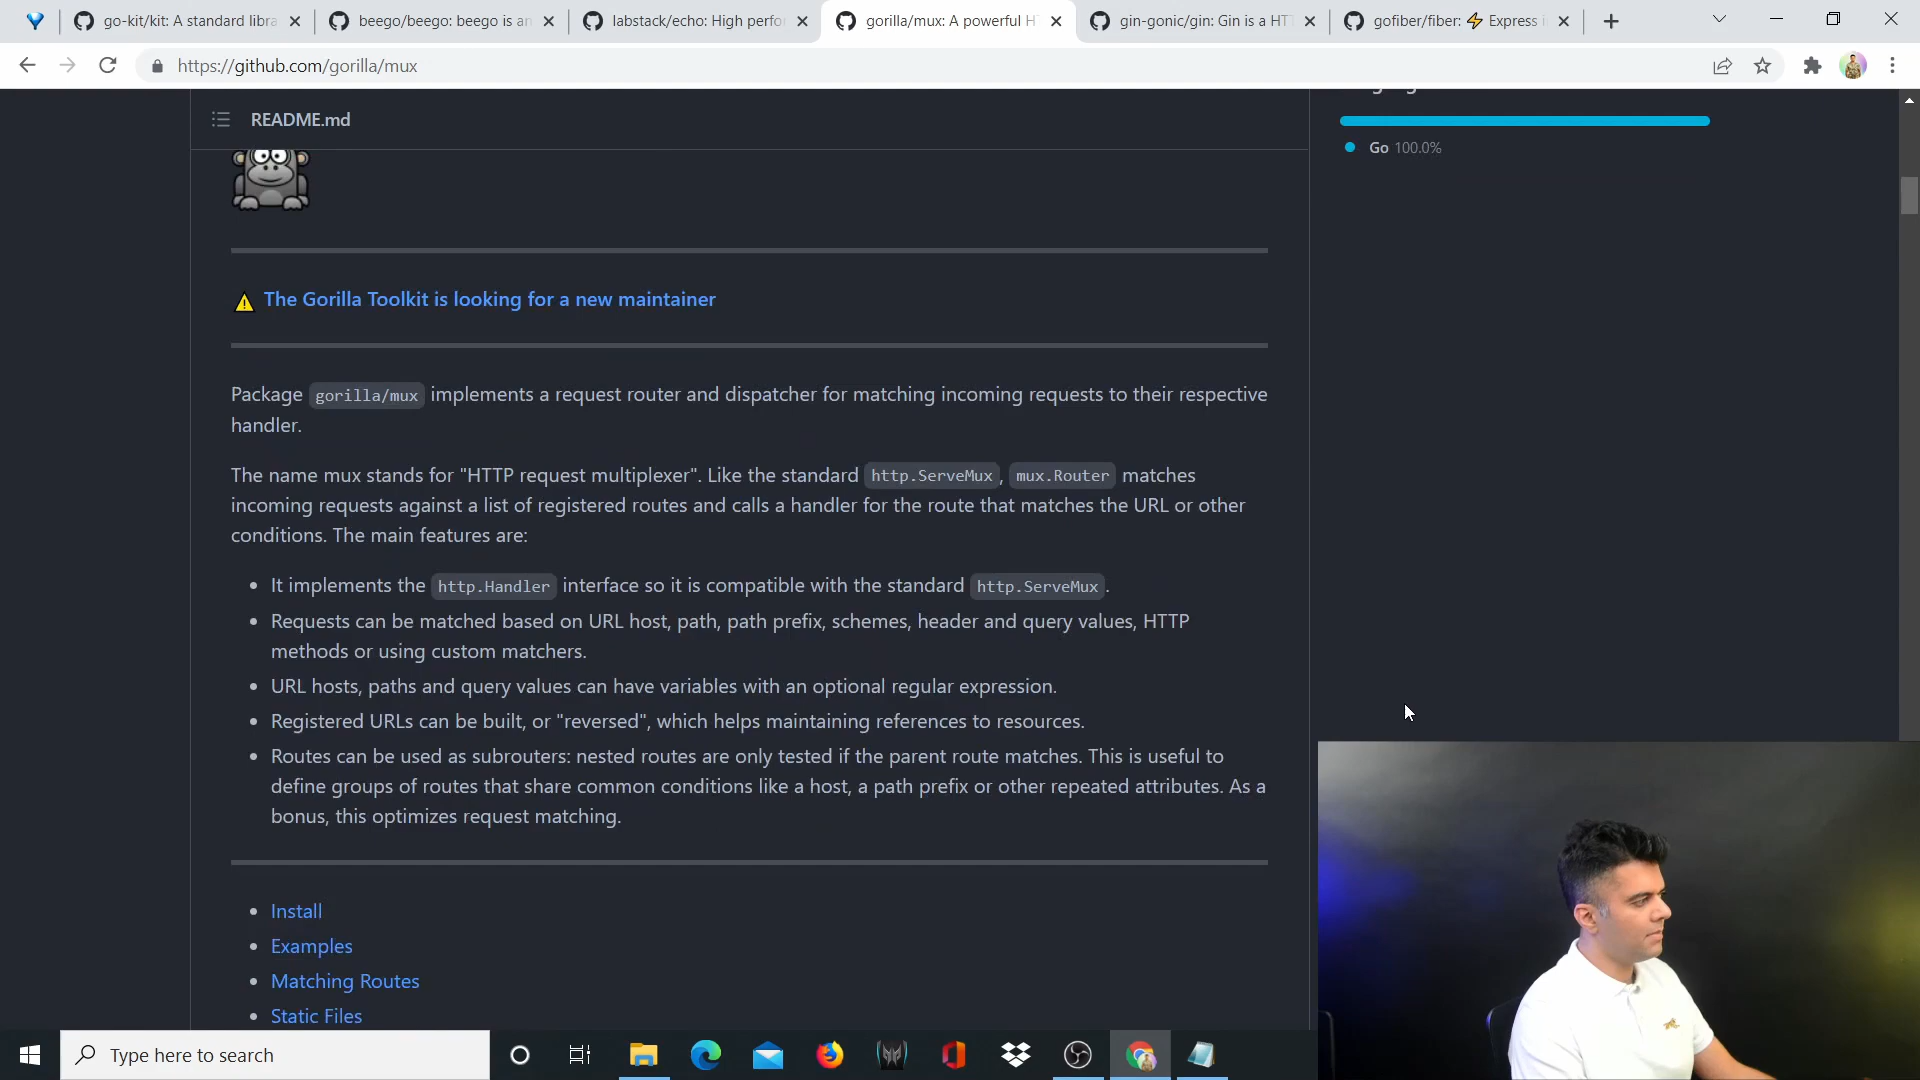 go-kit/kit: A standard libra
beego/beego: beego is an
labstack/echo: High perfo
gorilla/mux: A powerful H
gin-gonic/gin: Gin is a HTT
gofiber/fiber: ⚡ Express i
https://github.com/gorilla/mux
README.md
Go 100.0%
The Gorilla Toolkit is looking for a new maintainer
Package gorilla/mux implements a request router and dispatcher for matching incoming requests to their respective
handler.
The name mux stands for "HTTP request multiplexer". Like the standard http.ServeMux, mux.Router matches
incoming requests against a list of registered routes and calls a handler for the route that matches the URL or other
conditions. The main features are:
• It implements the http.Handler interface so it is compatible with the standard http.ServeMux.
• Requests can be matched based on URL host, path, path prefix, schemes, header and query values, HTTP
methods or using custom matchers.
• URL hosts, paths and query values can have variables with an optional regular expression.
• Registered URLs can be built, or "reversed", which helps maintaining references to resources.
• Routes can be used as subrouters: nested routes are only tested if the parent route matches. This is useful to
define groups of routes that share common conditions like a host, a path prefix or other repeated attributes. As a
bonus, this optimizes request matching.
• Install
• Examples
• Matching Routes
• Static Files
Type here to search